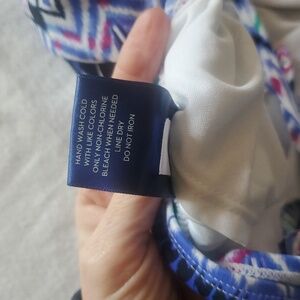 HAND WASH COLD
WITH LIKE COLORS
ONLY NON-CHLORINE
BLEACH WHEN NEEDED
LINE DRY
DO NOT IRON